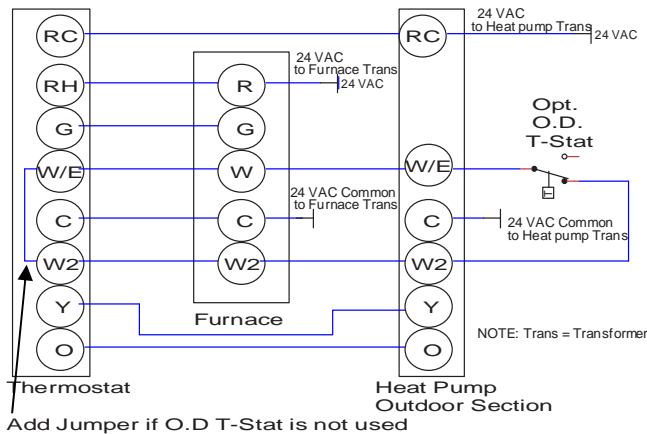 24 VAC
to Heat pump Trans
24 VAC
RC
RC
24 VAC
to Furnace Trans
24 VAC
RH
R
G
G
Opt.
O.D.
T-Stat
W/E
W
W/E
T
24 VAC Common
to Furnace Trans
C
C
C
24 VAC Common
to Heat pump Trans
W2
W2
W2
Y
Y
Furnace
NOTE: Trans = Transformer
O
O
Thermostat
Heat Pump
Outdoor Section
Add Jumper if O.D T-Stat is not used